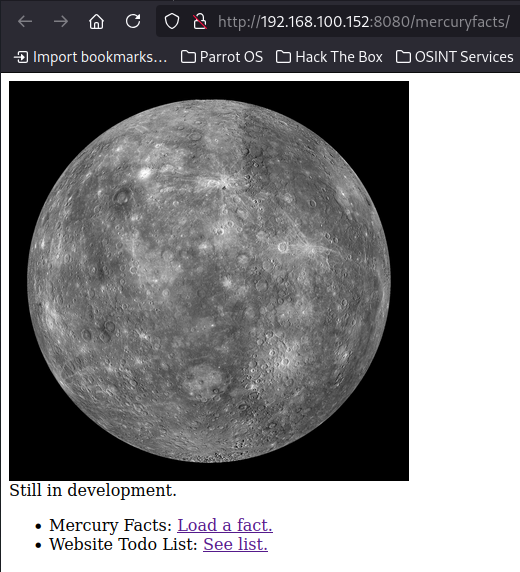 http://192.168.100.152:8080/mercuryfacts/
Import bookmarks… Parrot OS Hack The Box OSINT Services
Still in development.
• Mercury Facts: Load a fact.
• Website Todo List: See list.